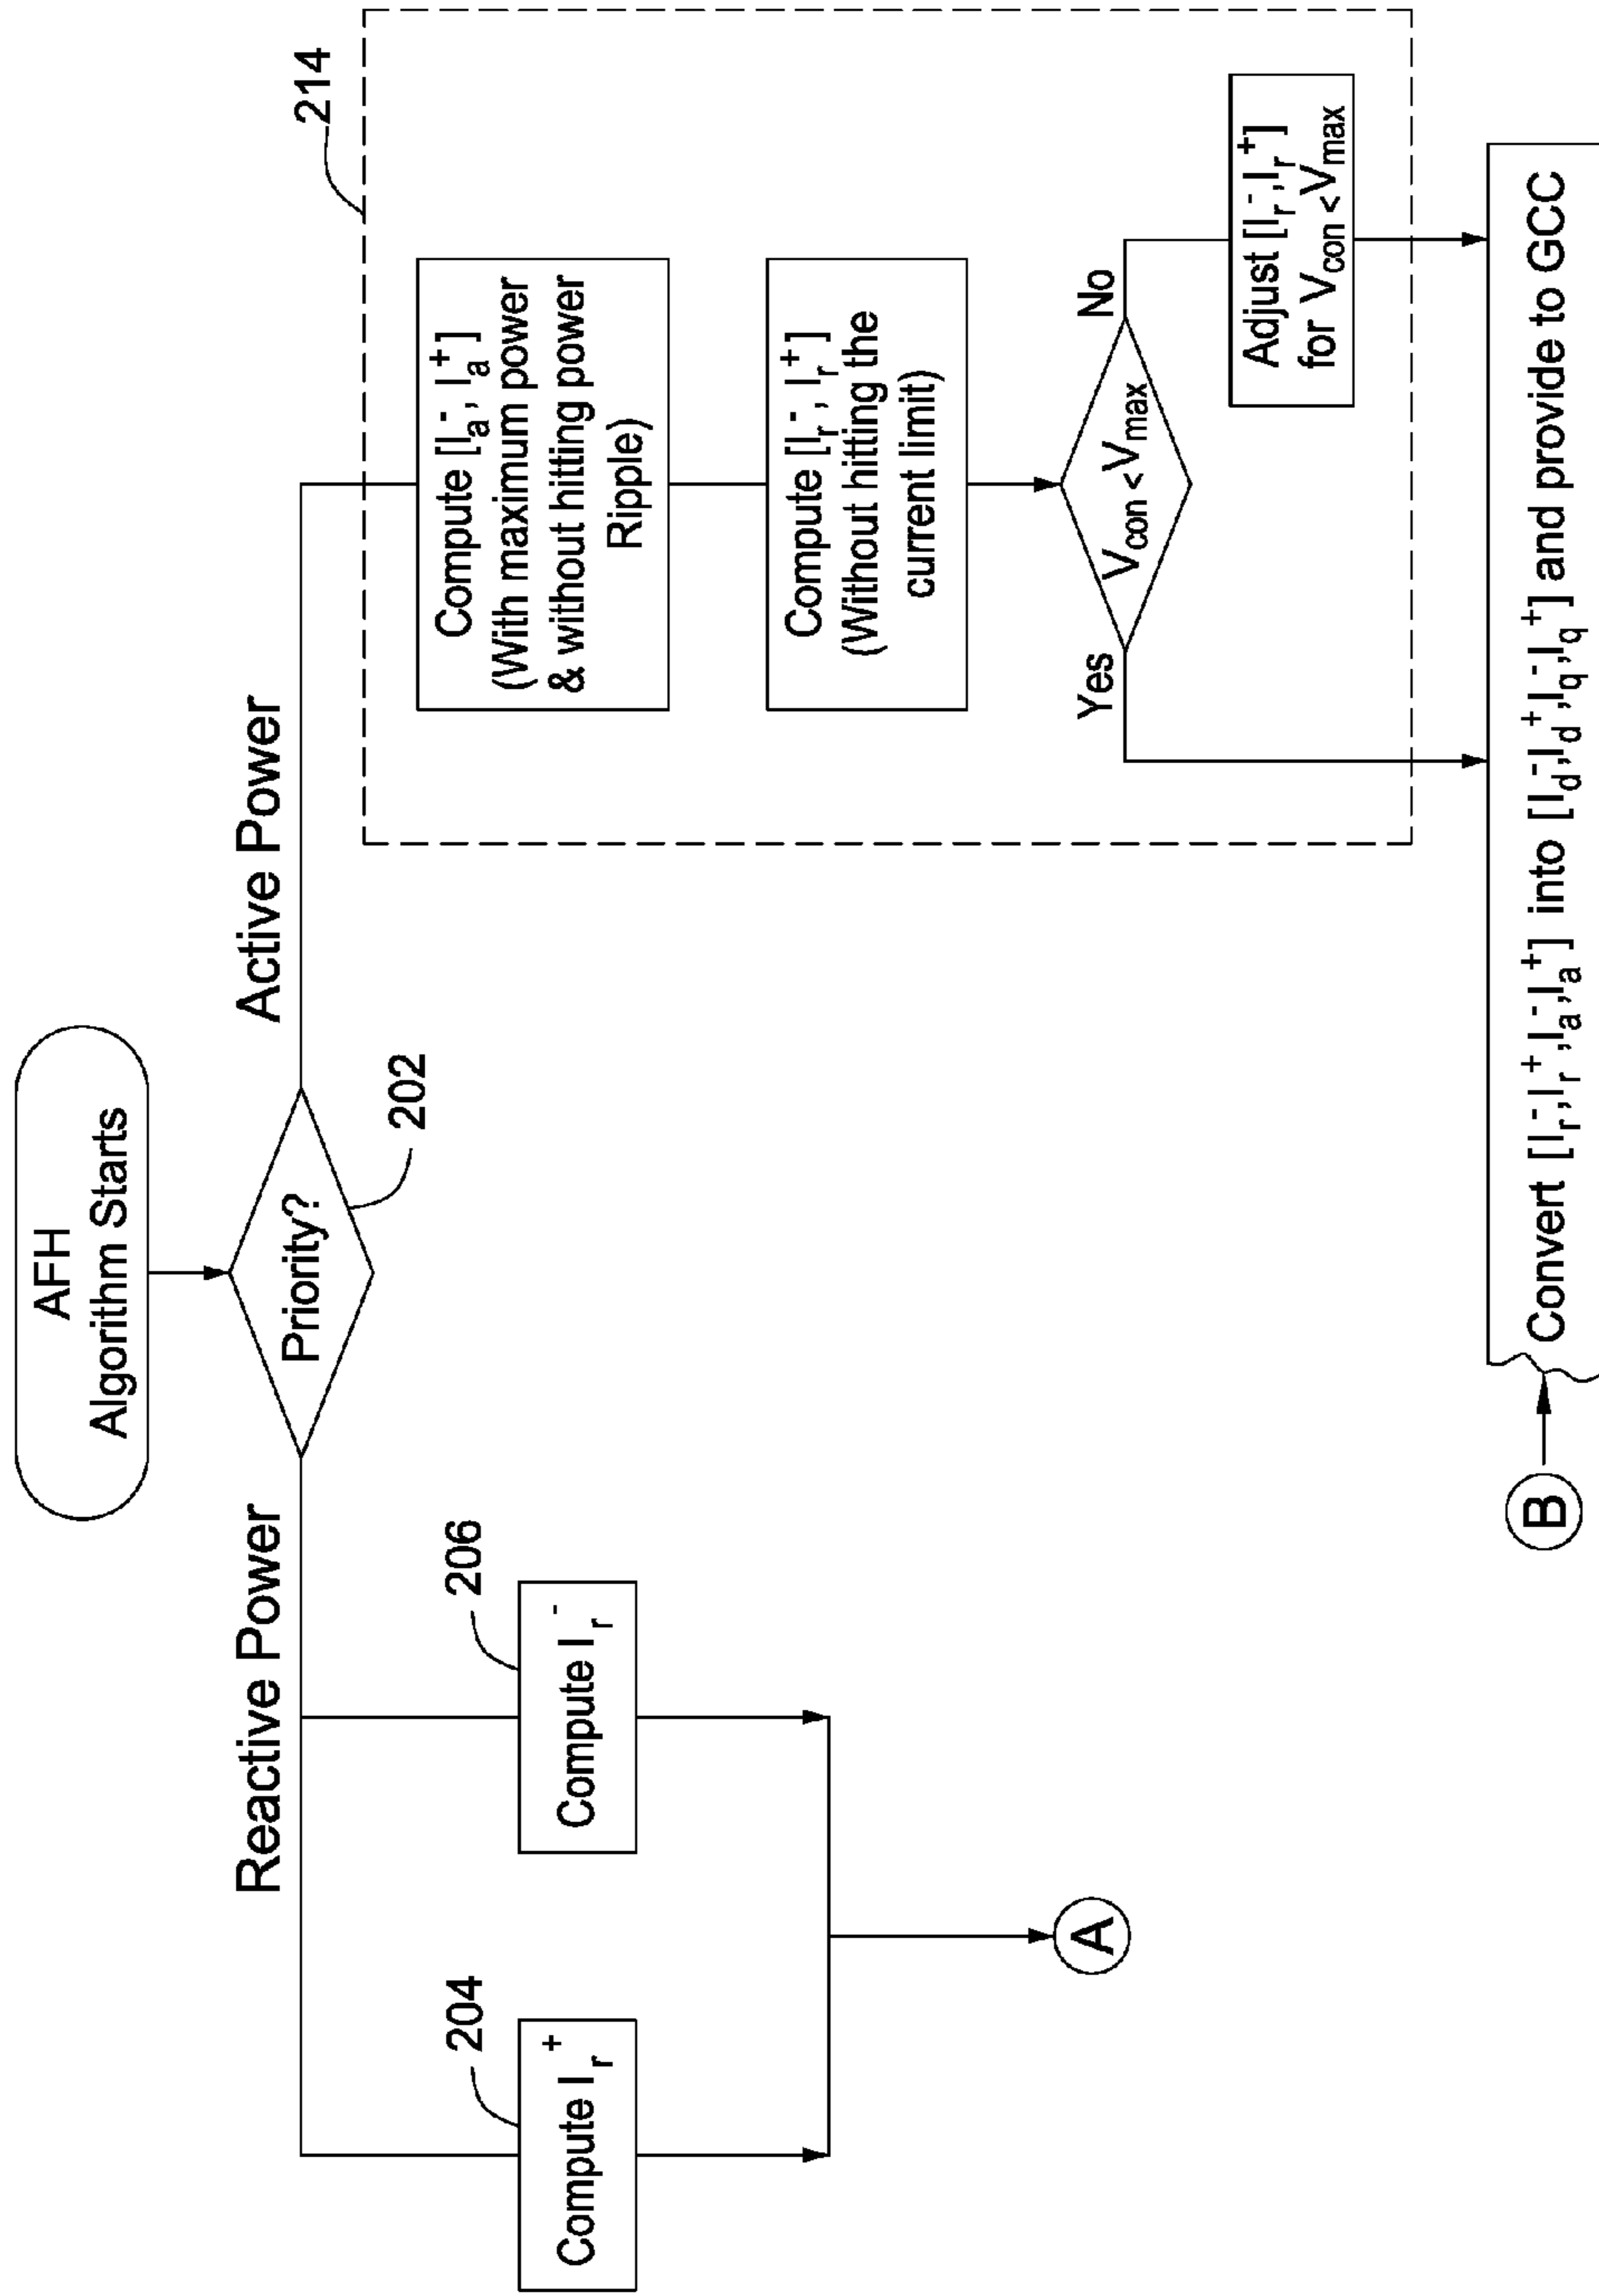 AFH
Algorithm Starts
Priority?
202
Reactive Power
Active Power
204
Compute I_r^+
206
Compute I_r^-
A
214
Compute [I_a^-, I_a^+]
(With maximum power
& without hitting power
Ripple)
Compute [I_r^-, I_r^+]
(Without hitting the
current limit)
V_con < V_max
Yes
No
Adjust [I_r^-, I_r^+]
for V_con < V_max
B
Convert [I_r^-, I_r^+, I_a^-, I_a^+] into [I_d^-, I_d^+, I_q^-, I_q^+] and provide to GCC